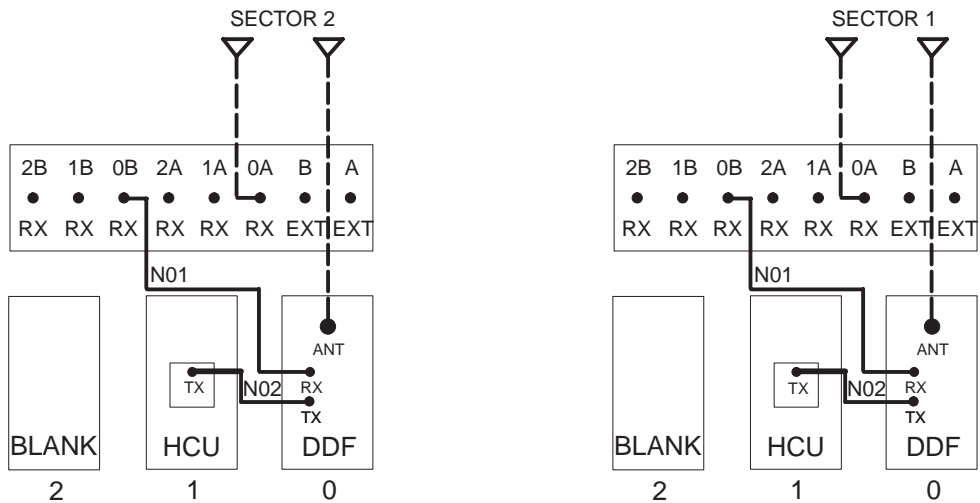 SECTOR 2
2B 1B 0B 2A 1A 0A B A
RX RX RX RX RX RX EXT EXT
N01
ANT
TX N02 RX
TX
BLANK HCU DDF
2 1 0
SECTOR 1
2B 1B 0B 2A 1A 0A B A
RX RX RX RX RX RX EXT EXT
N01
ANT
TX N02 RX
TX
BLANK HCU DDF
2 1 0